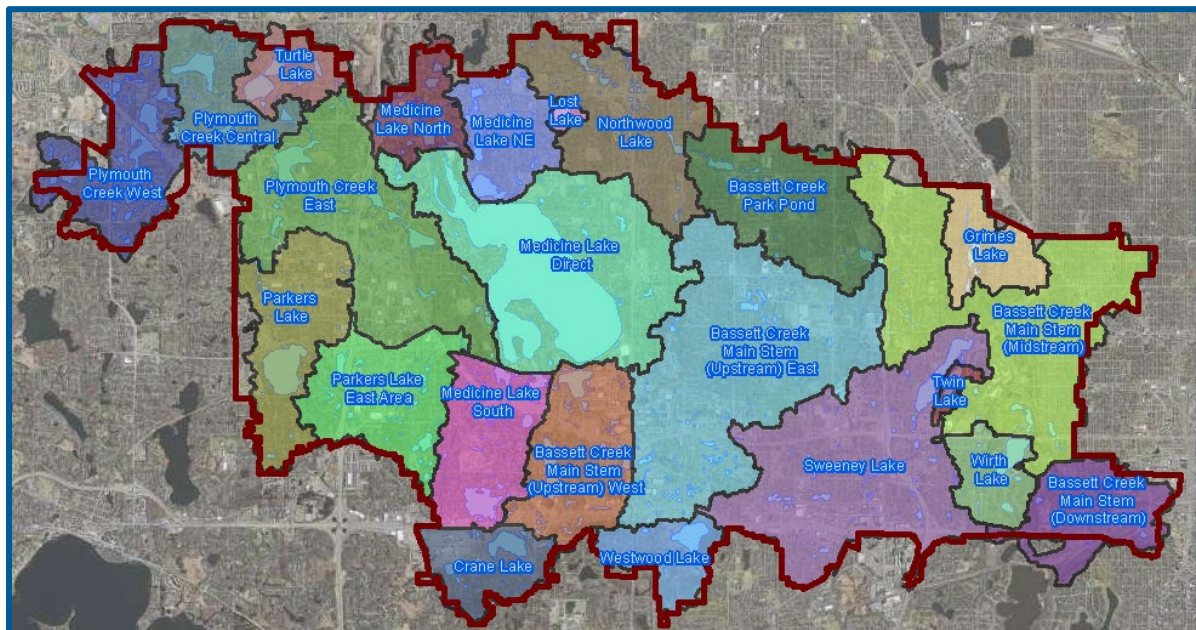 Turtle
Lake
Plymouth
Creek Central
Medicine
Lake North
Medicine
Lake NE
Lost
Lake
Northwood
Lake
Plymouth
Creek West
Plymouth Creek
East
Bassett Creek
Park Pond
Medicine Lake
Direct
Grimes
Lake
Parkers
Lake
Bassett Creek
Main Stem
(Midstream)
Bassett Creek
Main Stem
(Upstream) East
Parkers Lake
East Area
Medicine Lake
South
Twin
Lake
Bassett Creek
Main Stem
(Upstream) West
Sweeney Lake
Wirth
Lake
Bassett Creek
Main Stem
(Downstream)
Crane Lake
Westwood Lake